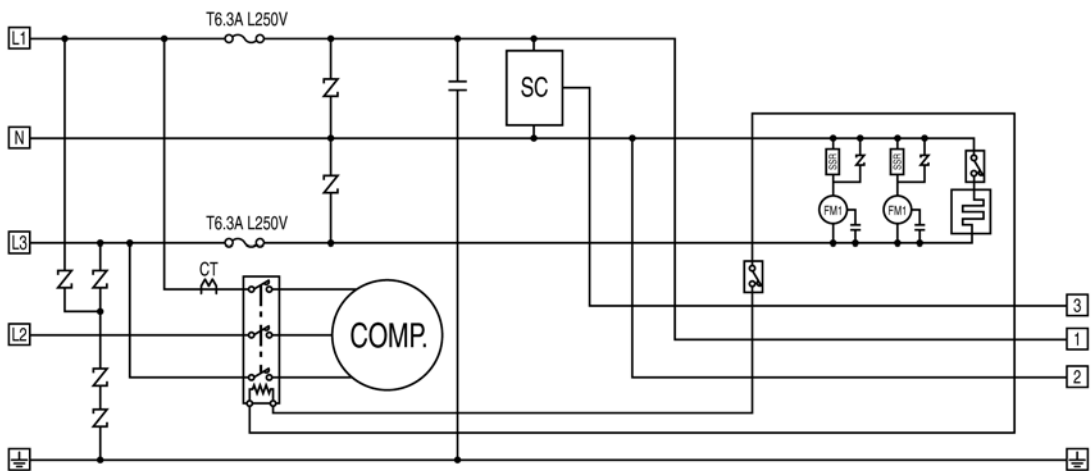 T6.3A L250V
L1
SC
N
SSR
SSR
FM1
FM1
T6.3A L250V
L3
CT
3
L2
COMP.
1
2